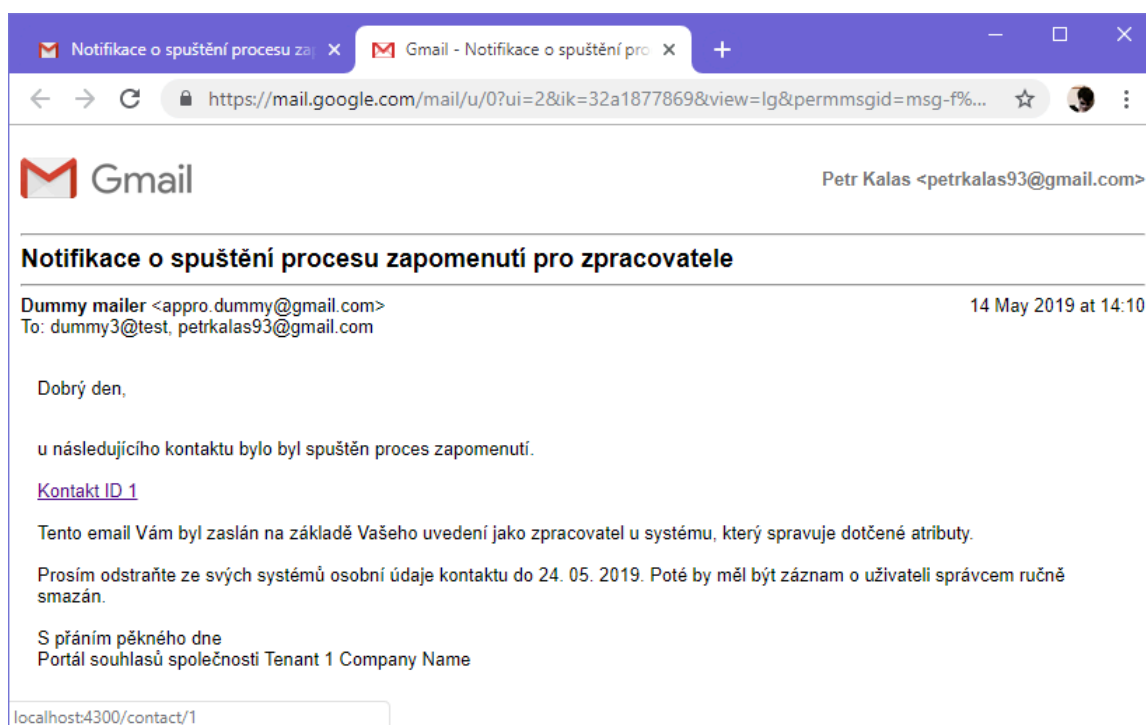 Notifikace o spuštění procesu za
Gmail - Notifikace o spuštění pro
https://mail.google.com/mail/u/0?ui=2&ik=32a1877869&view=lg&permmsgid=msg-f%...
Gmail
Petr Kalas <petrkalas93@gmail.com>
Notifikace o spuštění procesu zapomenutí pro zpracovatele
Dummy mailer <appro.dummy@gmail.com>
14 May 2019 at 14:10
To: dummy3@test, petrkalas93@gmail.com
Dobrý den,
u následujícího kontaktu bylo byl spuštěn proces zapomenutí.
Kontakt ID 1
Tento email Vám byl zaslán na základě Vašeho uvedení jako zpracovatel u systému, který spravuje dotčené atributy.
Prosím odstraňte ze svých systémů osobní údaje kontaktu do 24. 05. 2019. Poté by měl být záznam o uživateli správcem ručně
smazán.
S přáním pěkného dne
Portál souhlasů společnosti Tenant 1 Company Name
localhost:4300/contact/1